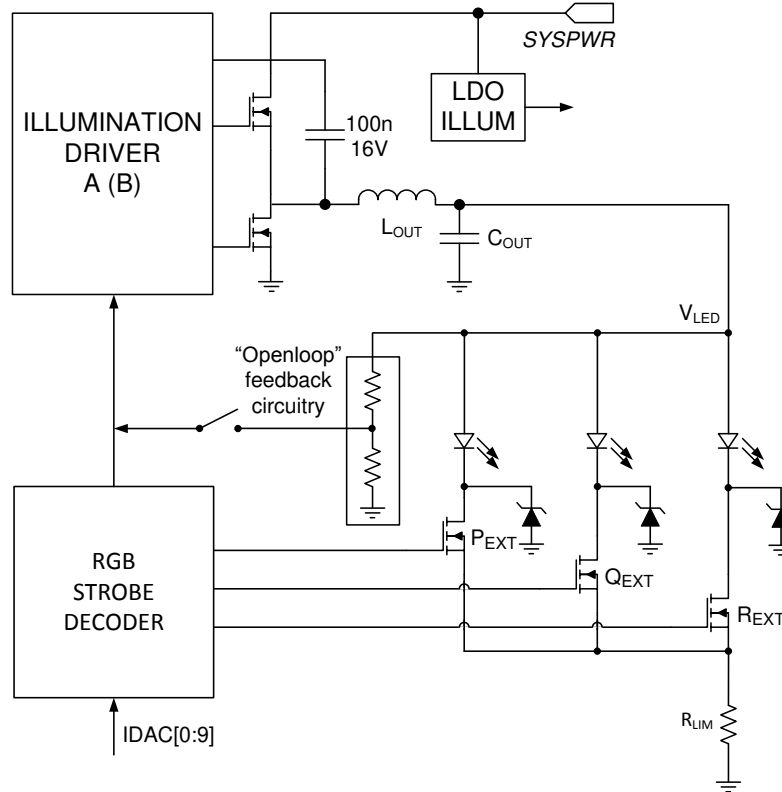 SYSPWR
ILLUMINATION
DRIVER
A (B)
100n
16V
LDO
ILLUM
LOUT
COUT
VLED
“Openloop”
feedback
circuitry
PEXT
QEXT
REXT
RGB
STROBE
DECODER
RLIM
IDAC[0:9]